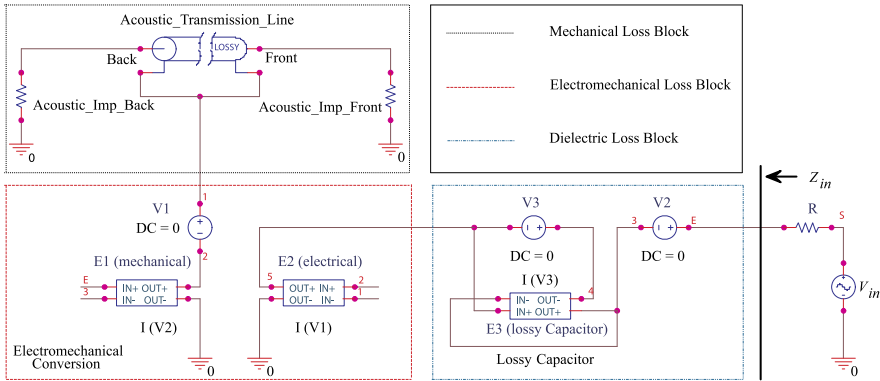 Acoustic_Transmission_Line
LOSSY
Back
Front
Acoustic_Imp_Back
Acoustic_Imp_Front
0
0
Mechanical Loss Block
Electromechanical Loss Block
Dielectric Loss Block
1
V1
+
-
DC = 0
2
E1 (mechanical)
E
3
IN+ OUT+
IN- OUT-
I (V2)
0
Electromechanical
Conversion
E2 (electrical)
5
OUT+ IN+
OUT- IN-
2
1
I (V1)
0
V3
- +
DC = 0
V2
3
- +
E
DC = 0
I (V3)
4
IN- OUT-
IN+ OUT+
E3 (lossy Capacitor)
Lossy Capacitor
Zin
R
S
+
-
Vin
0